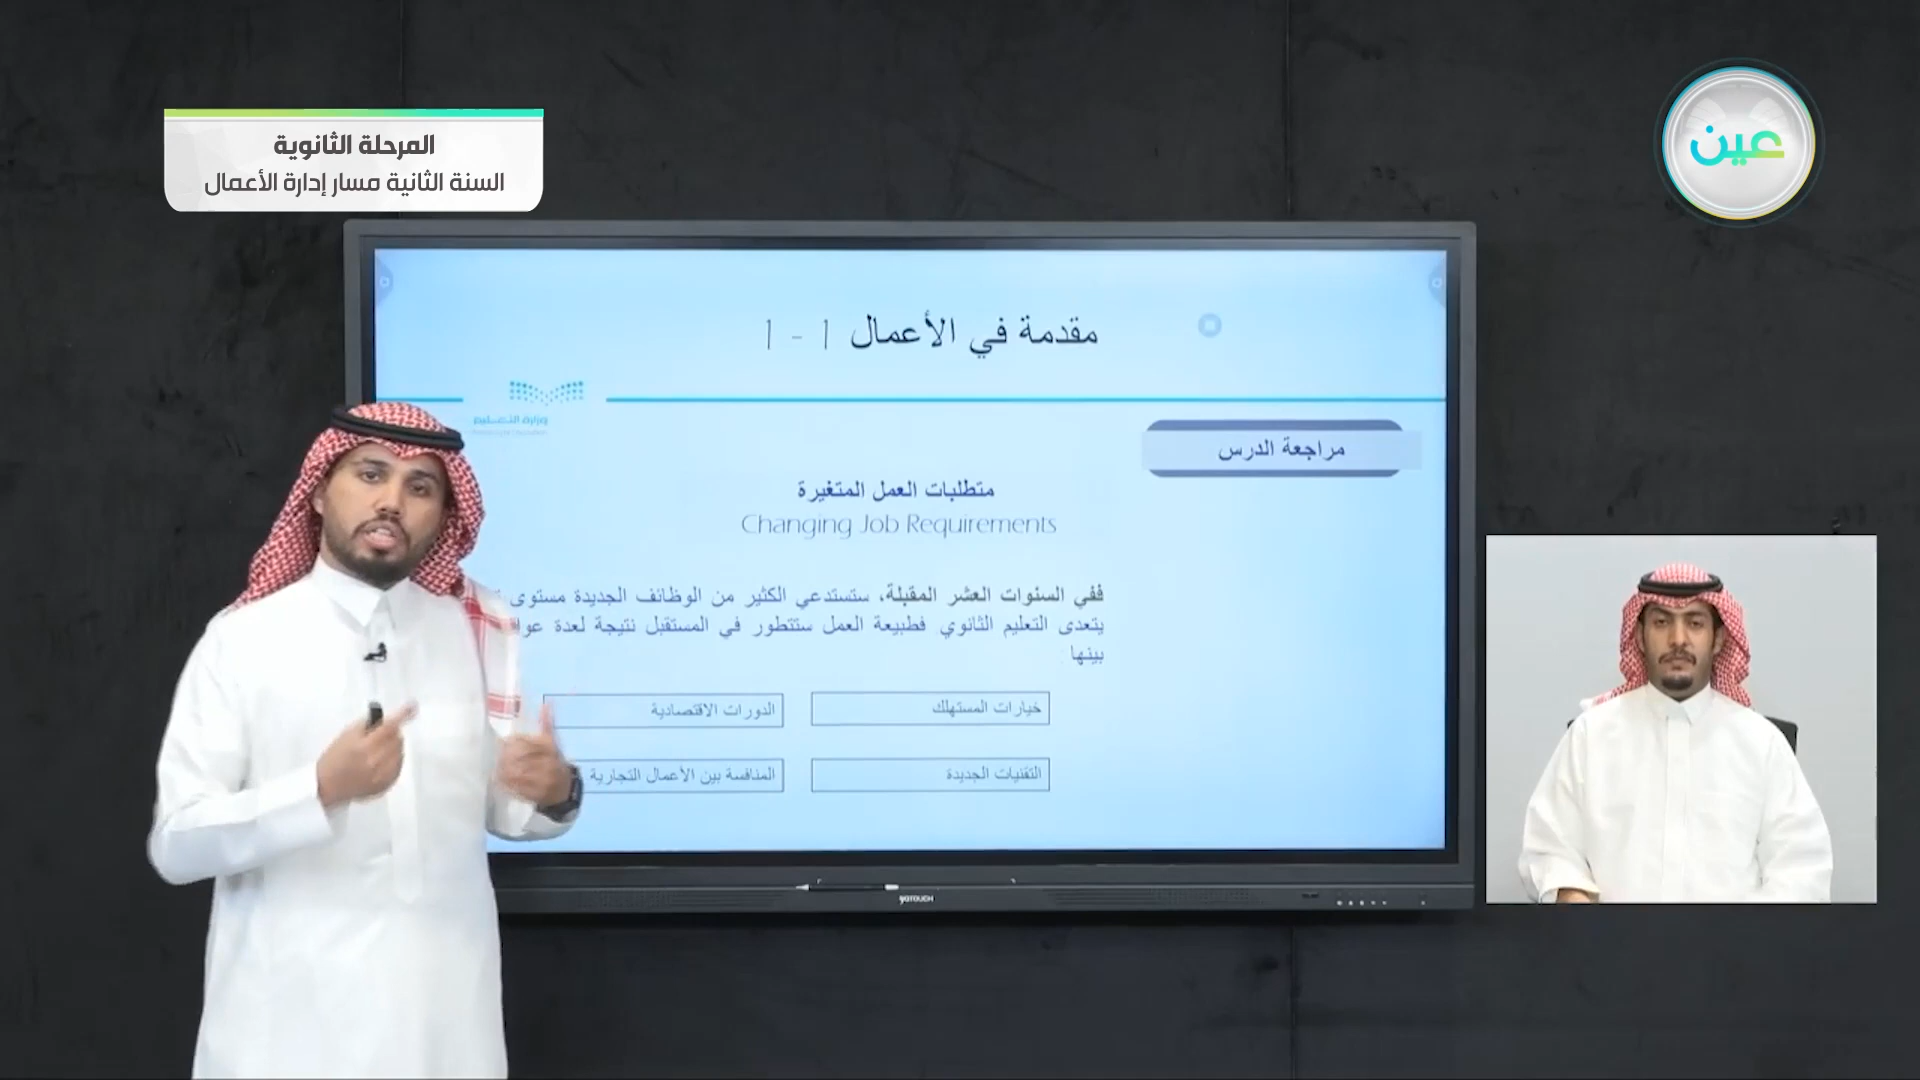 المرحلة الثانوية
السنة الثانية مسار إدارة الأعمال
عين
مقدمة في الأعمال 1 - 1
وزارة التعليم
مراجعة الدرس
متطلبات العمل المتغيرة
Changing Job Requirements
ففي السنوات العشر المقبلة، ستستدعي الكثير من الوظائف الجديدة مستوى
يتعدى التعليم الثانوي. فطبيعة العمل ستتطور في المستقبل نتيجة لعدة
بينها
خيارات المستهلك
الدورات الاقتصادية
التقنيات الجديدة
المنافسة بين الأعمال التجارية